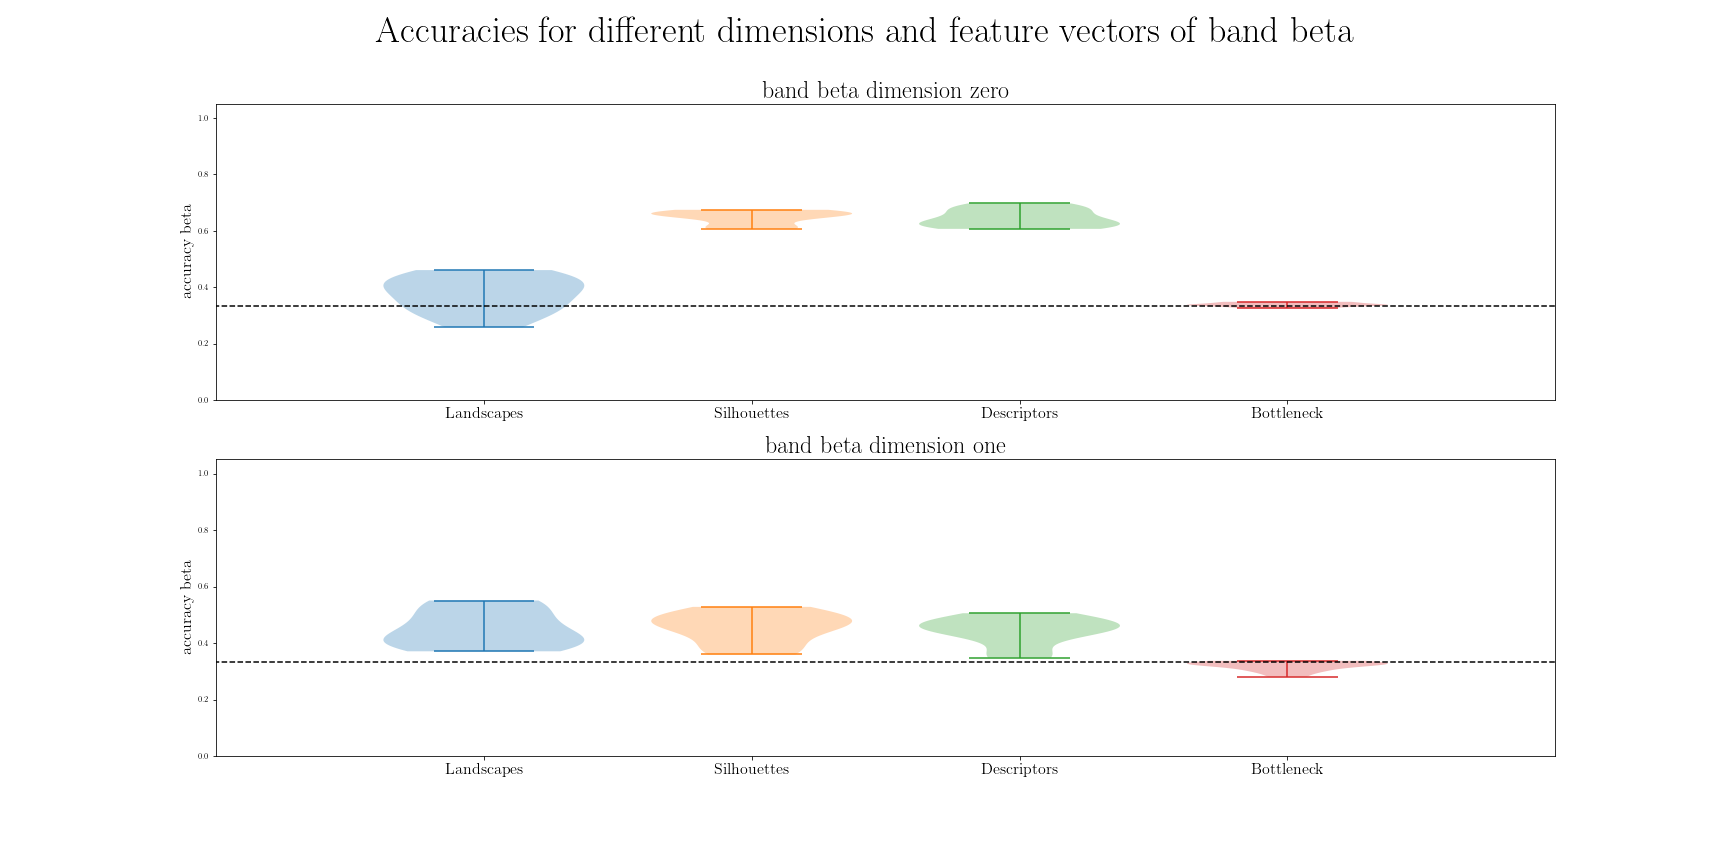 Accuracies for different dimensions and feature vectors of band beta
band beta dimension zero
accuracy beta
1.0
0.8
0.6
0.4
0.2
0.0
Landscapes Silhouettes Descriptors Bottleneck
band beta dimension one
accuracy beta
1.0
0.8
0.6
0.4
0.2
0.0
Landscapes Silhouettes Descriptors Bottleneck